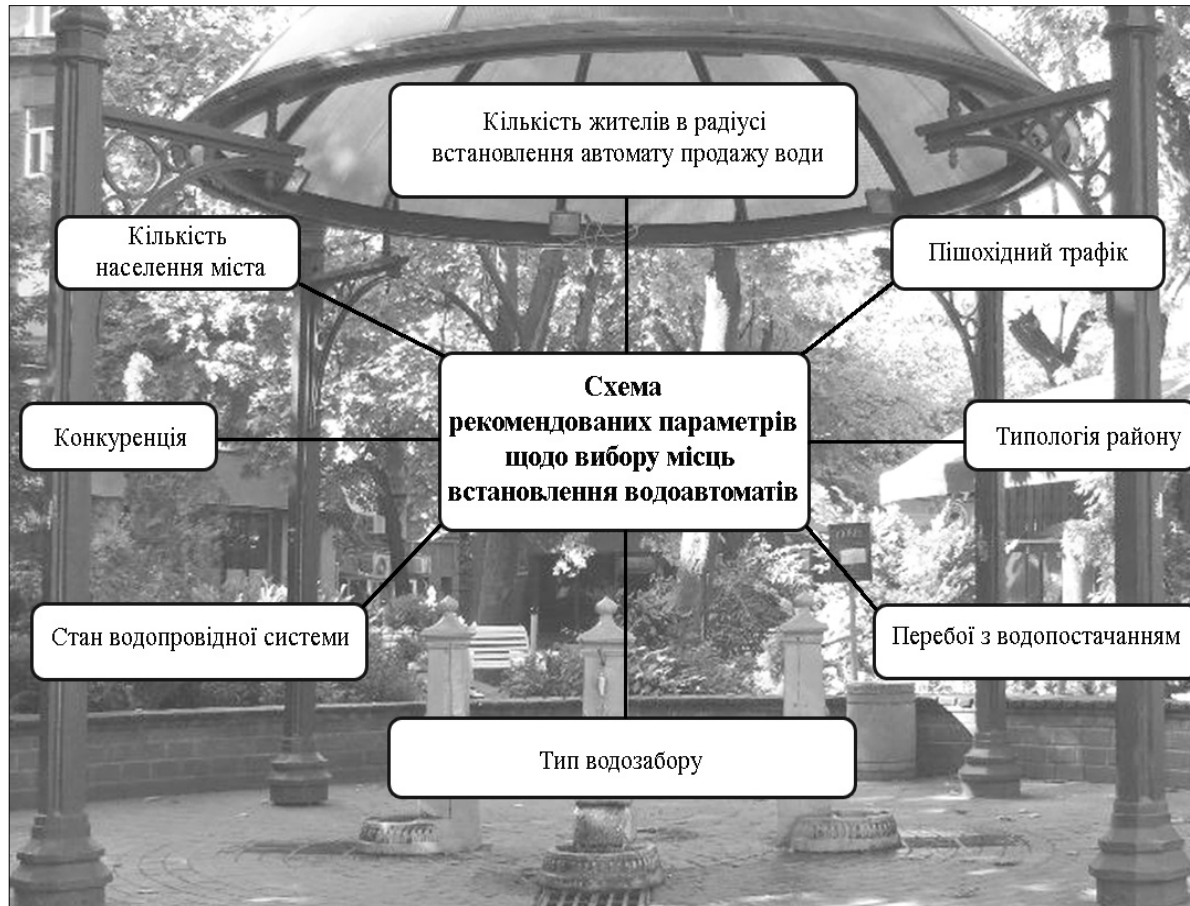 Кількість жителів в радіусі
встановлення автомату продажу води
Кількість
населення міста
Пішохідний трафік
Схема
рекомендованих параметрів
щодо вибору місць
встановлення водоавтоматів
Конкуренція
Типологія району
Стан водопровідної системи
Перебої з водопостачанням
Тип водозабору